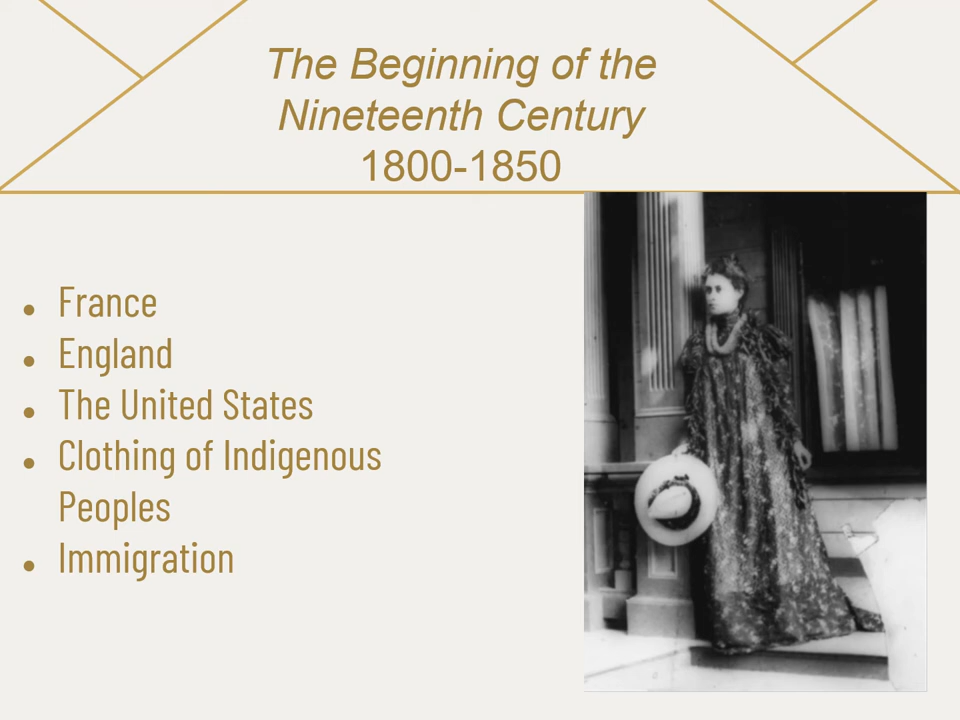 The Beginning of the
Nineteenth Century
1800-1850
• France
• England
• The United States
• Clothing of Indigenous
Peoples
• Immigration